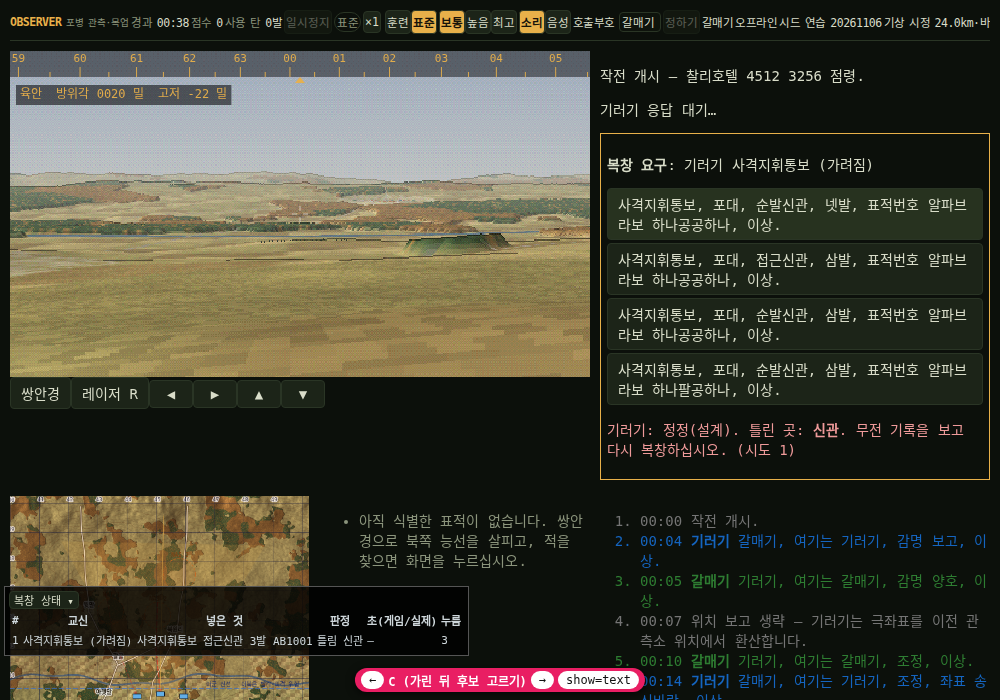 OBSERVER 포병 관측·목업 경과 00:38 점수 0 사용 탄 0발 일시정지 표준 ×1 훈련 표준 보통 높음 최고 소리 음성 호출부호 갈매기 정하기 갈매기 오프라인 시드 연습 20261106 기상 시정 24.0km·바
59 60 61 62 63 00 01 02 03 04 05
육안 방위각 0020 밀 고저 -22 밀
쌍안경 레이저 R ◀ ▶ ▲ ▼
작전 개시 — 찰리호텔 4512 3256 점령.
기러기 응답 대기…
복창 요구: 기러기 사격지휘통보 (가려짐)
사격지휘통보, 포대, 순발신관, 넷발, 표적번호 알파브
라보 하나공공하나, 이상.
사격지휘통보, 포대, 접근신관, 삼발, 표적번호 알파브
라보 하나공공하나, 이상.
사격지휘통보, 포대, 순발신관, 삼발, 표적번호 알파브
라보 하나공공하나, 이상.
사격지휘통보, 포대, 순발신관, 삼발, 표적번호 알파브
라보 하나팔공하나, 이상.
기러기: 정정(설계). 틀린 곳: 신관. 무전 기록을 보고
다시 복창하십시오. (시도 1)
• 아직 식별한 표적이 없습니다. 쌍안
경으로 북쪽 능선을 살피고, 적을
찾으면 화면을 누르십시오.
1. 00:00 작전 개시.
2. 00:04 기러기 갈매기, 여기는 기러기, 감명 보고, 이
상.
3. 00:05 갈매기 기러기, 여기는 갈매기, 감명 양호, 이
상.
4. 00:07 위치 보고 생략 — 기러기는 극좌표를 이전 관
측소 위치에서 환산합니다.
5. 00:10 갈매기 기러기, 여기는 갈매기, 조정, 이상.
00:14 기러기 갈매기, 여기는 기러기, 조정, 좌표 송
복창 상태 ▾
# 교신 넣은 것 판정 초(게임/실제) 누름
1 사격지휘통보 (가려짐) 사격지휘통보 접근신관 3발 AB1001 틀림 신관 — 3
← C (가린 뒤 후보 고르기) → show=text